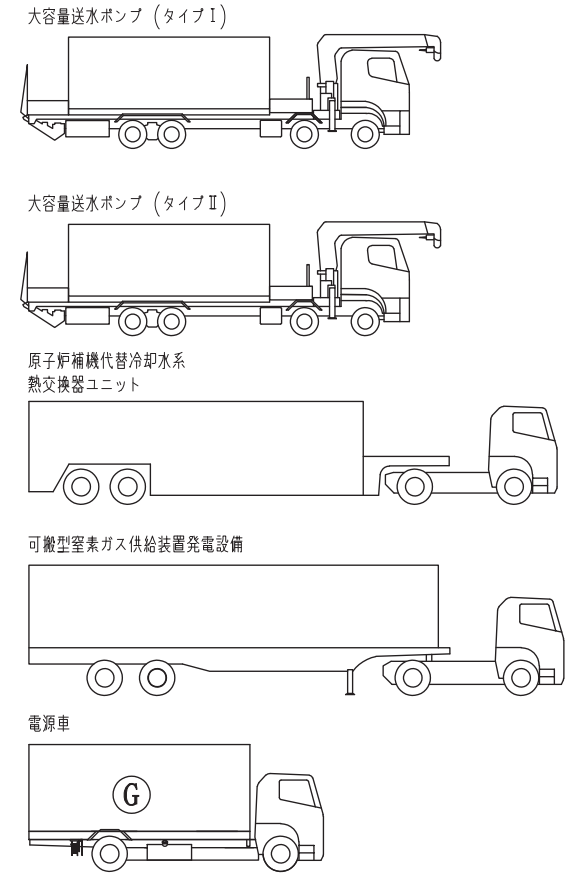 大容量送水ポンプ（タイプⅠ）
大容量送水ポンプ（タイプⅡ）
原子炉補機代替冷却水系
熱交換器ユニット
可搬型窒素ガス供給装置発電設備
電源車
G